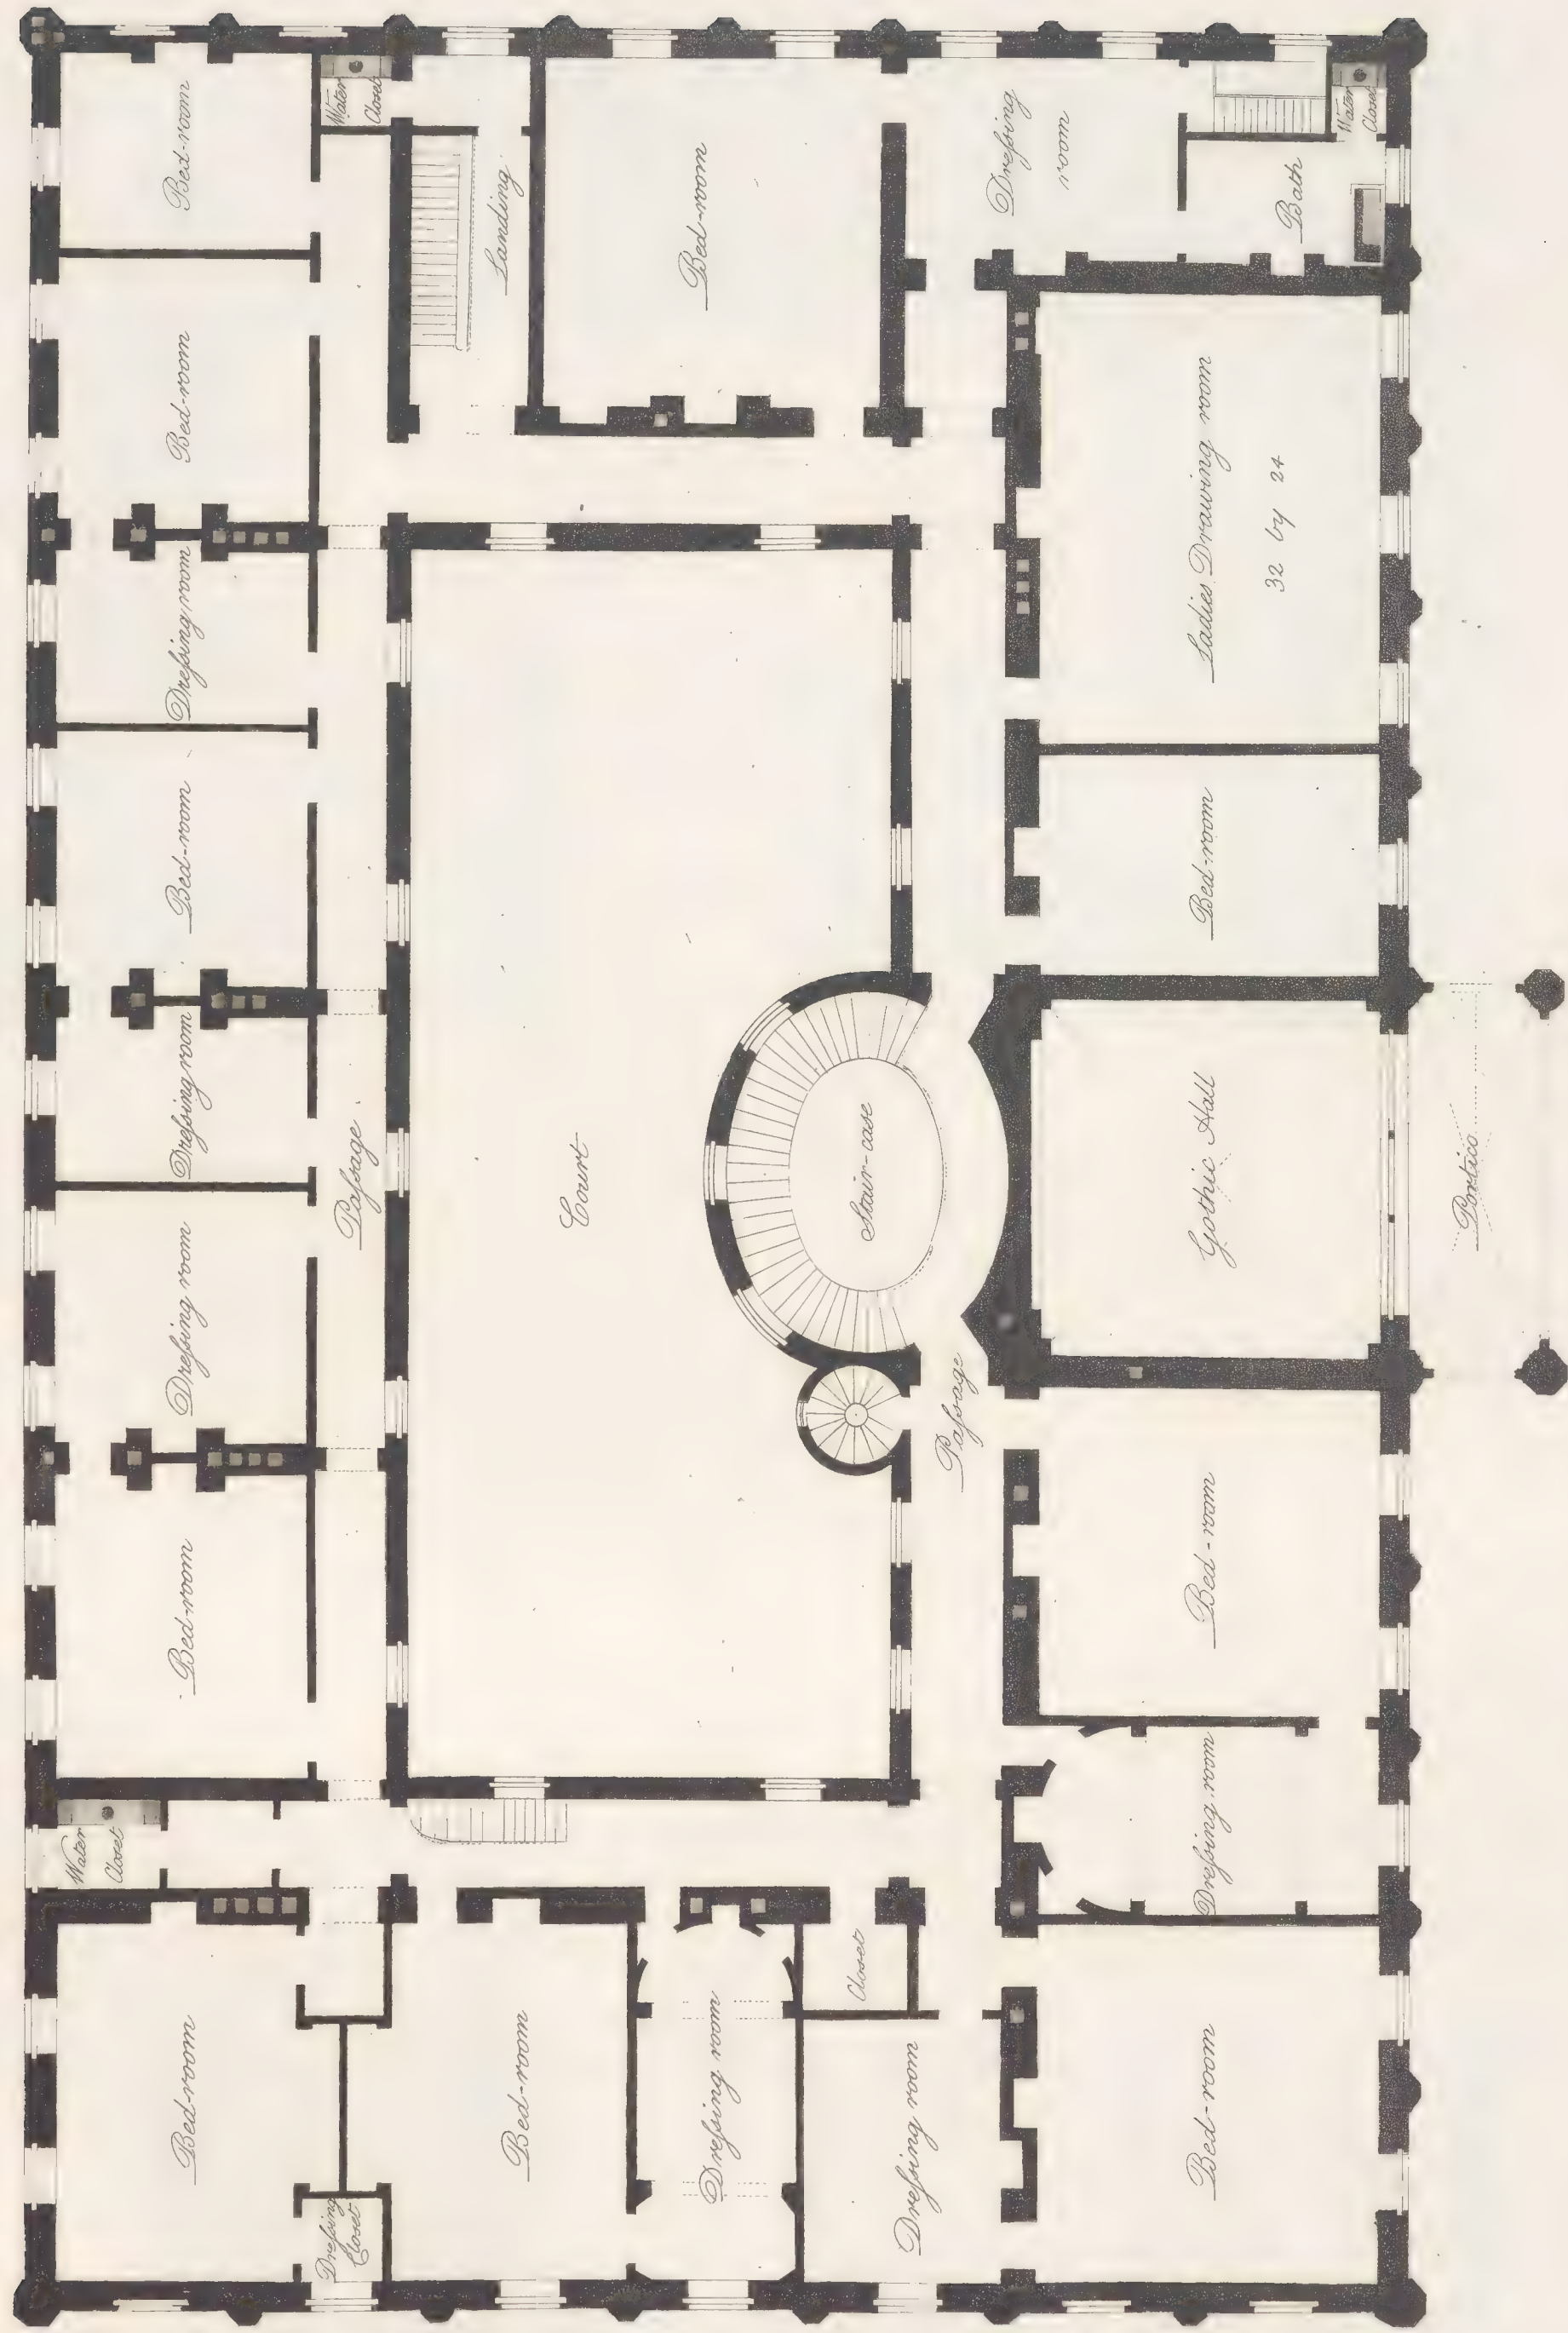 Water
Closet
Bed-room
Bed-room
Dreſsing room
Dreſsing room
Bed-room
Dreſsing room
Bed-room
Bed-room
Dreſsing
Closet
Paſsage
Water
Closet
Bed-room
Court
Landing
Dreſsing room
Bed-room
Closet
Stair-case
Dreſsing room
Paſsage
Dreſsing
room
Bed-room
Dreſsing room
Bed-room
Gothic Hall
Bed-room
Ladies Drawing room
32 by 24
Bath
Water
Closet
Portico